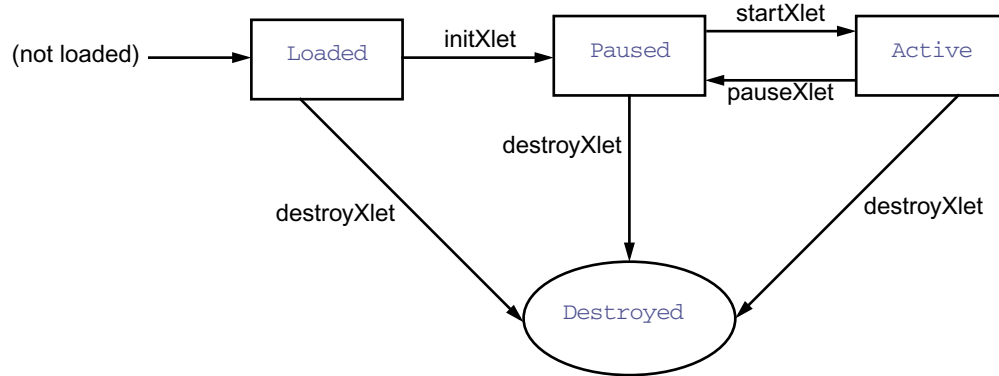 (not loaded)
Loaded
initXlet
Paused
startXlet
Active
pauseXlet
destroyXlet
destroyXlet
destroyXlet
Destroyed